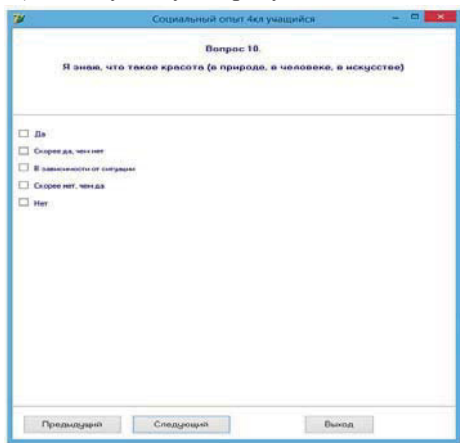 Социальный опыт 4кл учащийся
Вопрос 10.
Я знаю, что такое красота (в природе, в человеке, в искусстве)
Да
Скорее да, чем нет
В зависимости от ситуации
Скорее нет, чем да
Нет
Предыдущий
Следующий
Выход